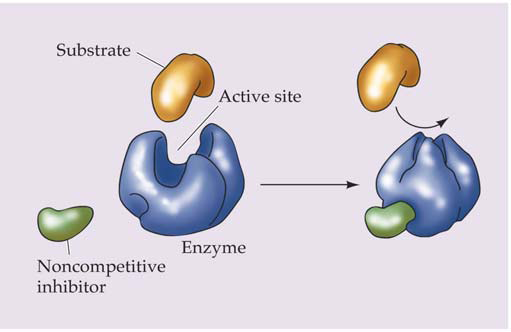 Substrate
Active site
Enzyme
Noncompetitive
inhibitor